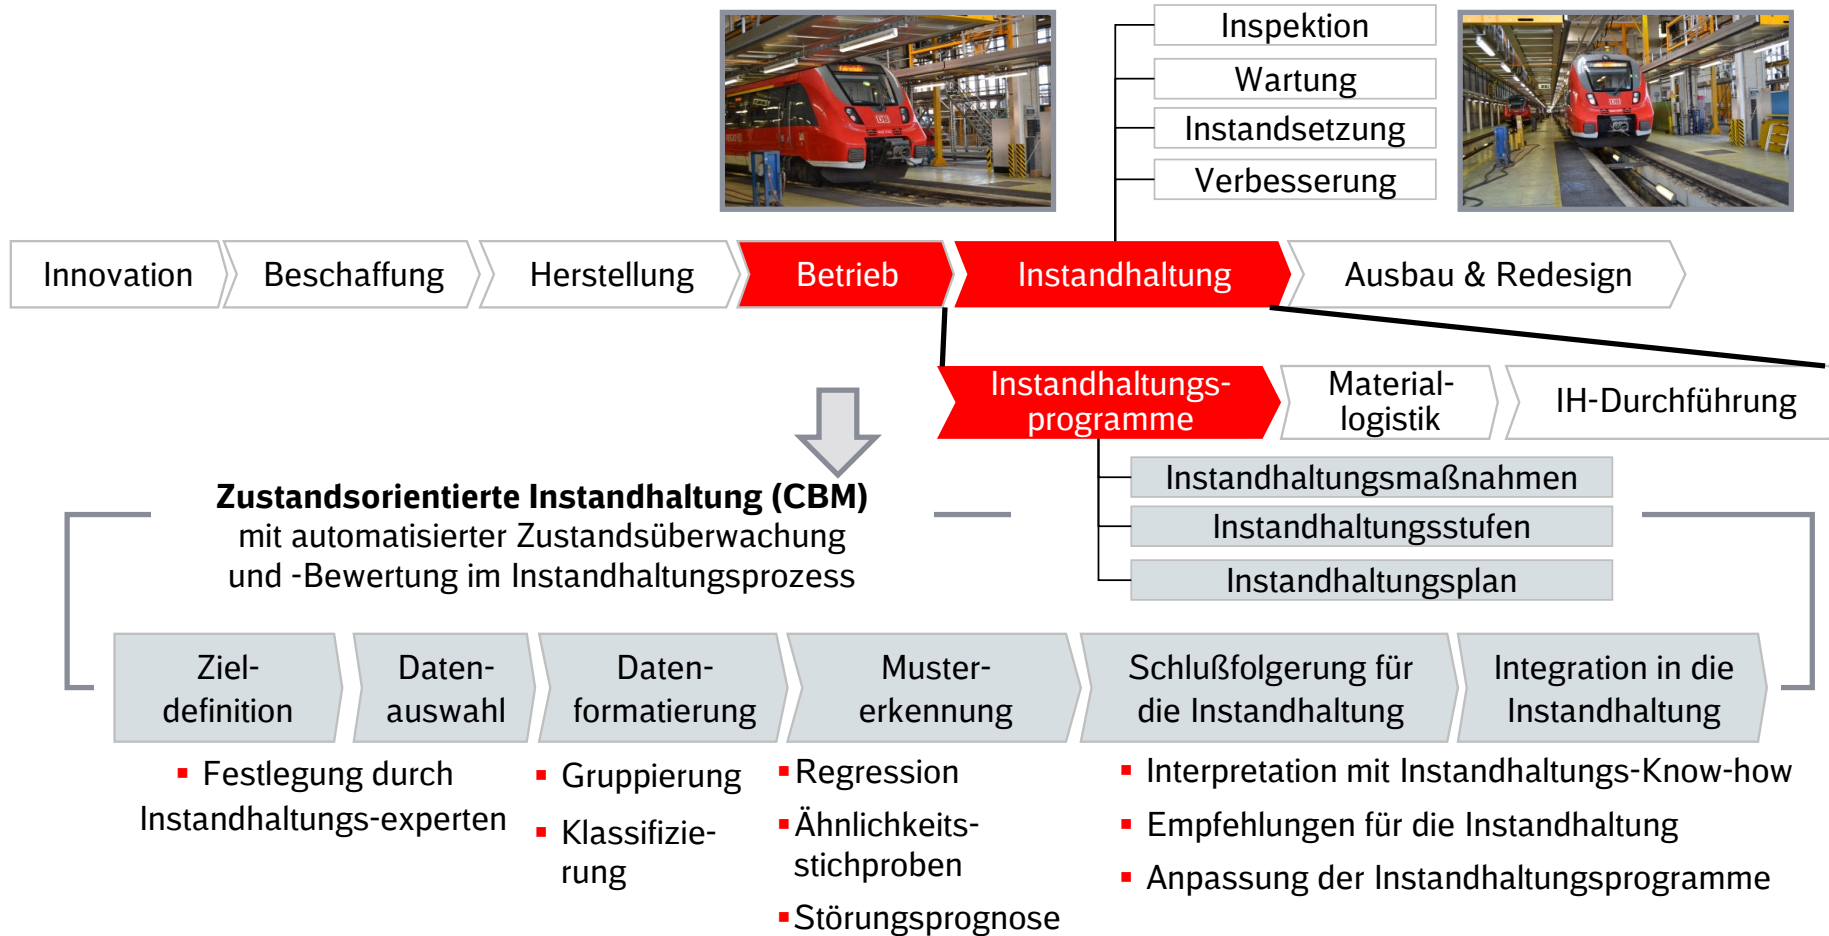 Inspektion
Wartung
Instandsetzung
Verbesserung
Innovation
Beschaffung
Herstellung
Betrieb
Instandhaltung
Ausbau & Redesign
Instandhaltungs-
programme
Material-
logistik
IH-Durchführung
Instandhaltungsmaßnahmen
Instandhaltungsstufen
Instandhaltungsplan
Zustandsorientierte Instandhaltung (CBM)
mit automatisierter Zustandsüberwachung
und -Bewertung im Instandhaltungsprozess
Ziel-
definition
Daten-
auswahl
Daten-
formatierung
Muster-
erkennung
Schlußfolgerung für
die Instandhaltung
Integration in die
Instandhaltung
▪ Festlegung durch
Instandhaltungs-experten
▪ Gruppierung
▪ Klassifizie-
rung
▪ Regression
▪ Ähnlichkeits-
stichproben
▪ Störungsprognose
▪ Interpretation mit Instandhaltungs-Know-how
▪ Empfehlungen für die Instandhaltung
▪ Anpassung der Instandhaltungsprogramme
DB